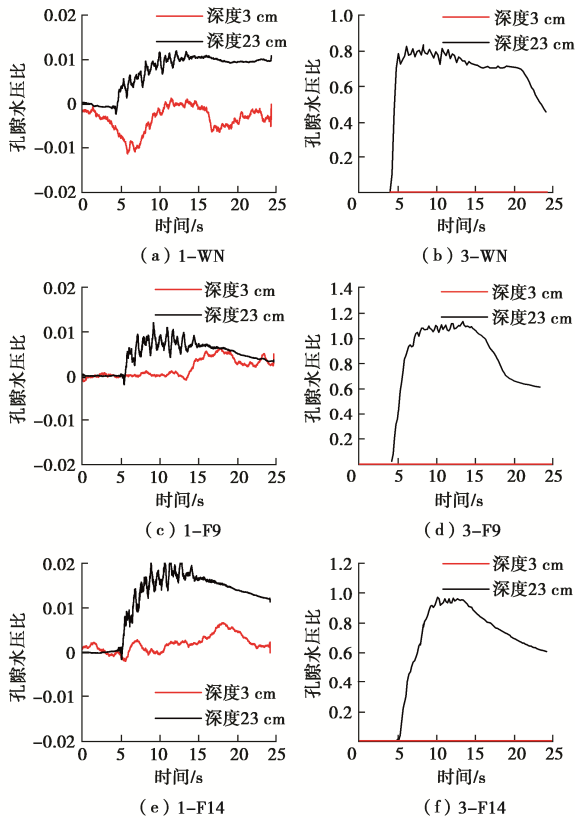 深度3 cm
深度23 cm
0.02
0.01
0
−0.01
−0.02
孔隙水压比
0 5 10 15 20 25
时间/s
(a) 1-WN
深度3 cm
深度23 cm
1.0
0.8
0.6
0.4
0.2
孔隙水压比
0 5 10 15 20 25
时间/s
(b) 3-WN
深度3 cm
深度23 cm
0.02
0.01
0
−0.01
−0.02
孔隙水压比
0 5 10 15 20 25
时间/s
(c) 1-F9
深度3 cm
深度23 cm
1.4
1.2
1.0
0.8
0.6
0.4
0.2
孔隙水压比
0 5 10 15 20 25
时间/s
(d) 3-F9
0.02
0.01
0
−0.01
−0.02
孔隙水压比
深度3 cm
深度23 cm
0 5 10 15 20 25
时间/s
(e) 1-F14
深度3 cm
深度23 cm
1.2
1.0
0.8
0.6
0.4
0.2
孔隙水压比
0 5 10 15 20 25
时间/s
(f) 3-F14